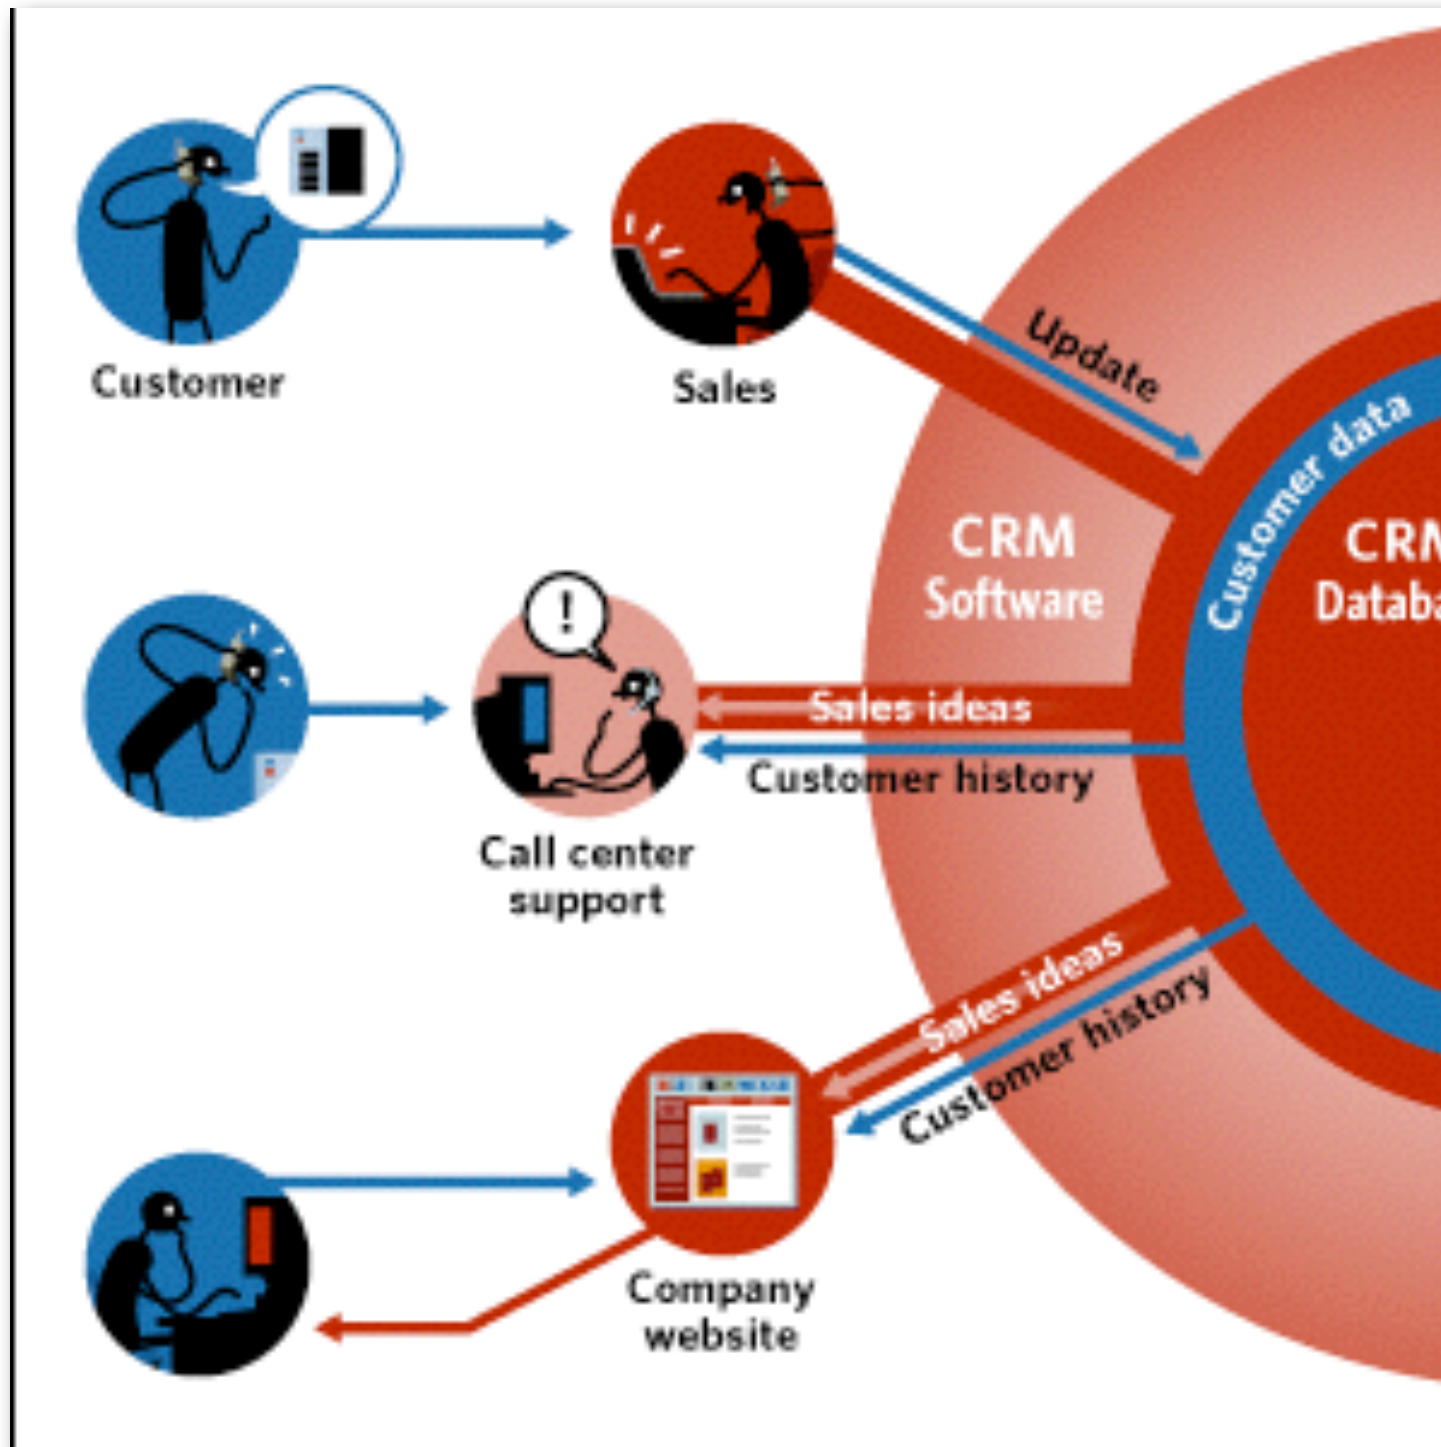 Customer
Sales
Update
Customer data
CRM
Software
CRM
!
Sales ideas
Customer history
Call center
support
Sales ideas
Customer history
Company
website